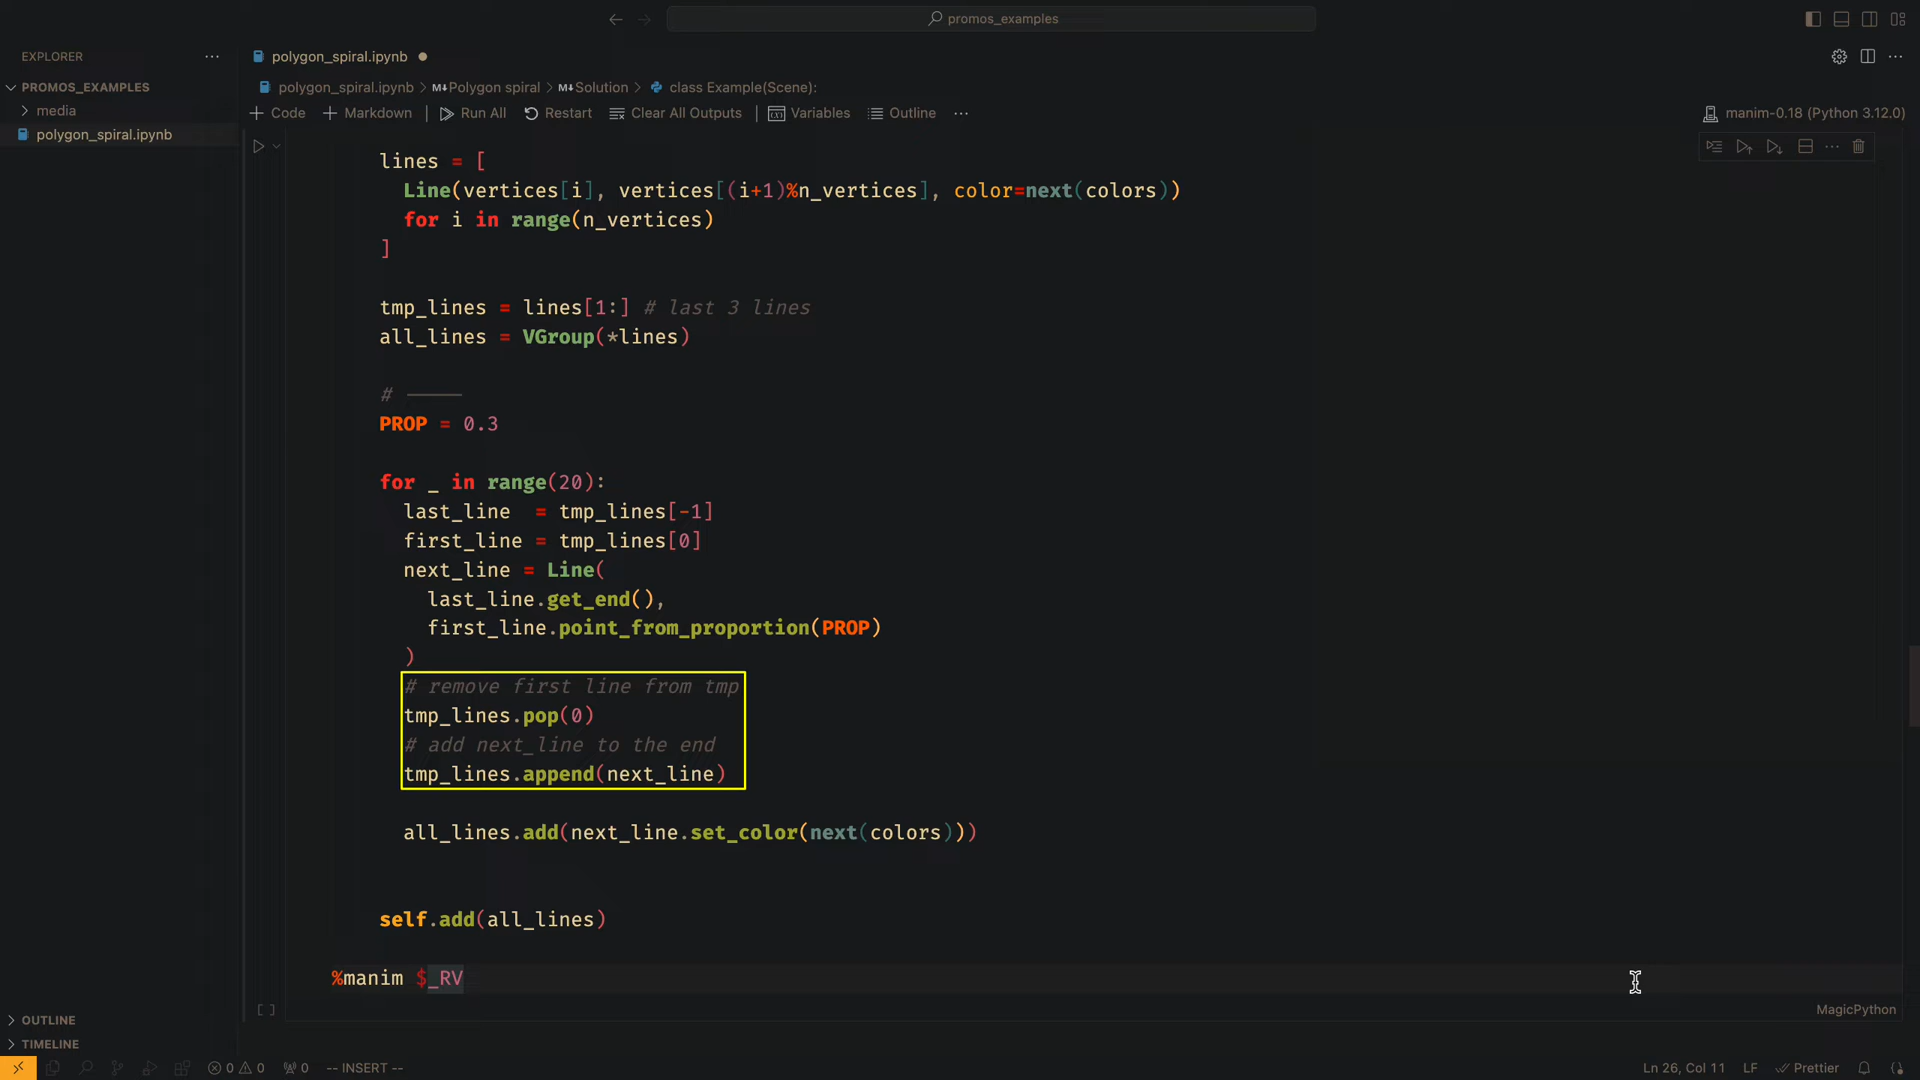 promos_examples
EXPLORER
polygon_spiral.ipynb
PROMOS_EXAMPLES
media
polygon_spiral.ipynb
polygon_spiral.ipynb > M↓Polygon spiral > M↓Solution > class Example(Scene):
+ Code + Markdown Run All Restart Clear All Outputs Variables Outline ...
manim-0.18 (Python 3.12.0)
lines = [
Line(vertices[i], vertices[(i+1)%n_vertices], color=next(colors))
for i in range(n_vertices)
]
tmp_lines = lines[1:] # last 3 lines
all_lines = VGroup(*lines)
# -----
PROP = 0.3
for _ in range(20):
last_line = tmp_lines[-1]
first_line = tmp_lines[0]
next_line = Line(
last_line.get_end(),
first_line.point_from_proportion(PROP)
)
# remove first line from tmp
tmp_lines.pop(0)
# add next_line to the end
tmp_lines.append(next_line)
all_lines.add(next_line.set_color(next(colors)))
self.add(all_lines)
%manim $_RV
[ ]
MagicPython
OUTLINE
TIMELINE
0 0 0 -- INSERT --
Ln 26, Col 11 LF Prettier